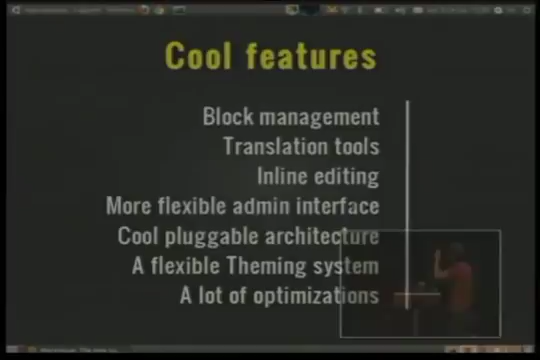 Cool features
Block management
Translation tools
Inline editing
More flexible admin interface
Cool pluggable architecture
A flexible Theming system
A lot of optimizations